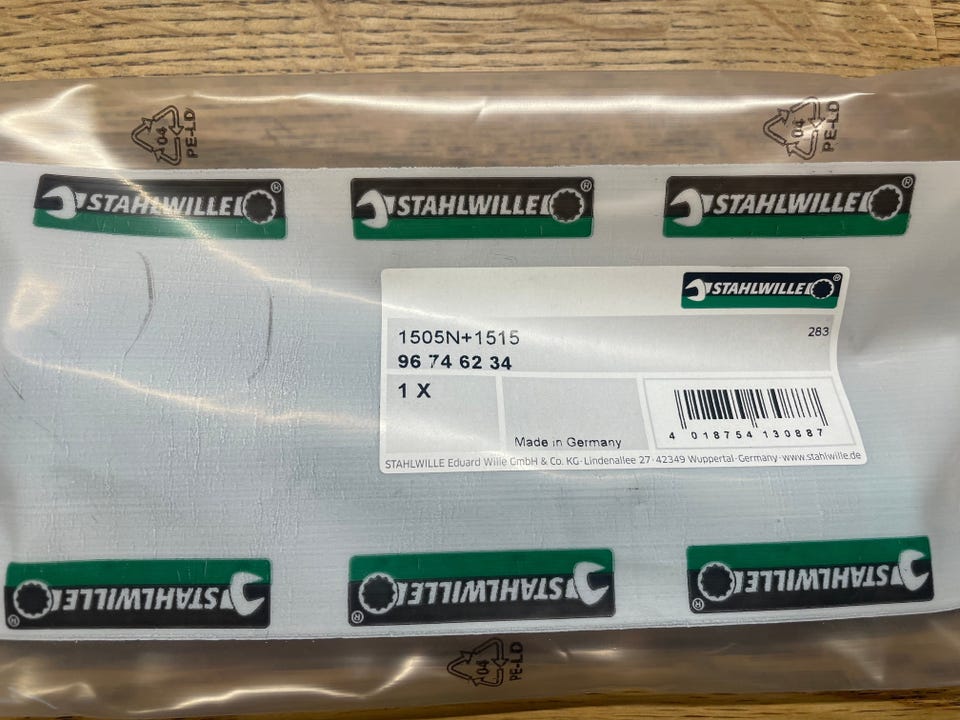 04
PE-LD
04
PE-LD
STAHLWILLE®
STAHLWILLE®
STAHLWILLE®
STAHLWILLE®
1505N+1515
283
96 74 62 34
1 X
Made in Germany
4 018754 130887
STAHLWILLE Eduard Wille GmbH & Co. KG·Lindenallee 27·42349 Wuppertal·Germany·www.stahlwille.de
STAHLWILLE®
STAHLWILLE®
STAHLWILLE®
04
PE-LD